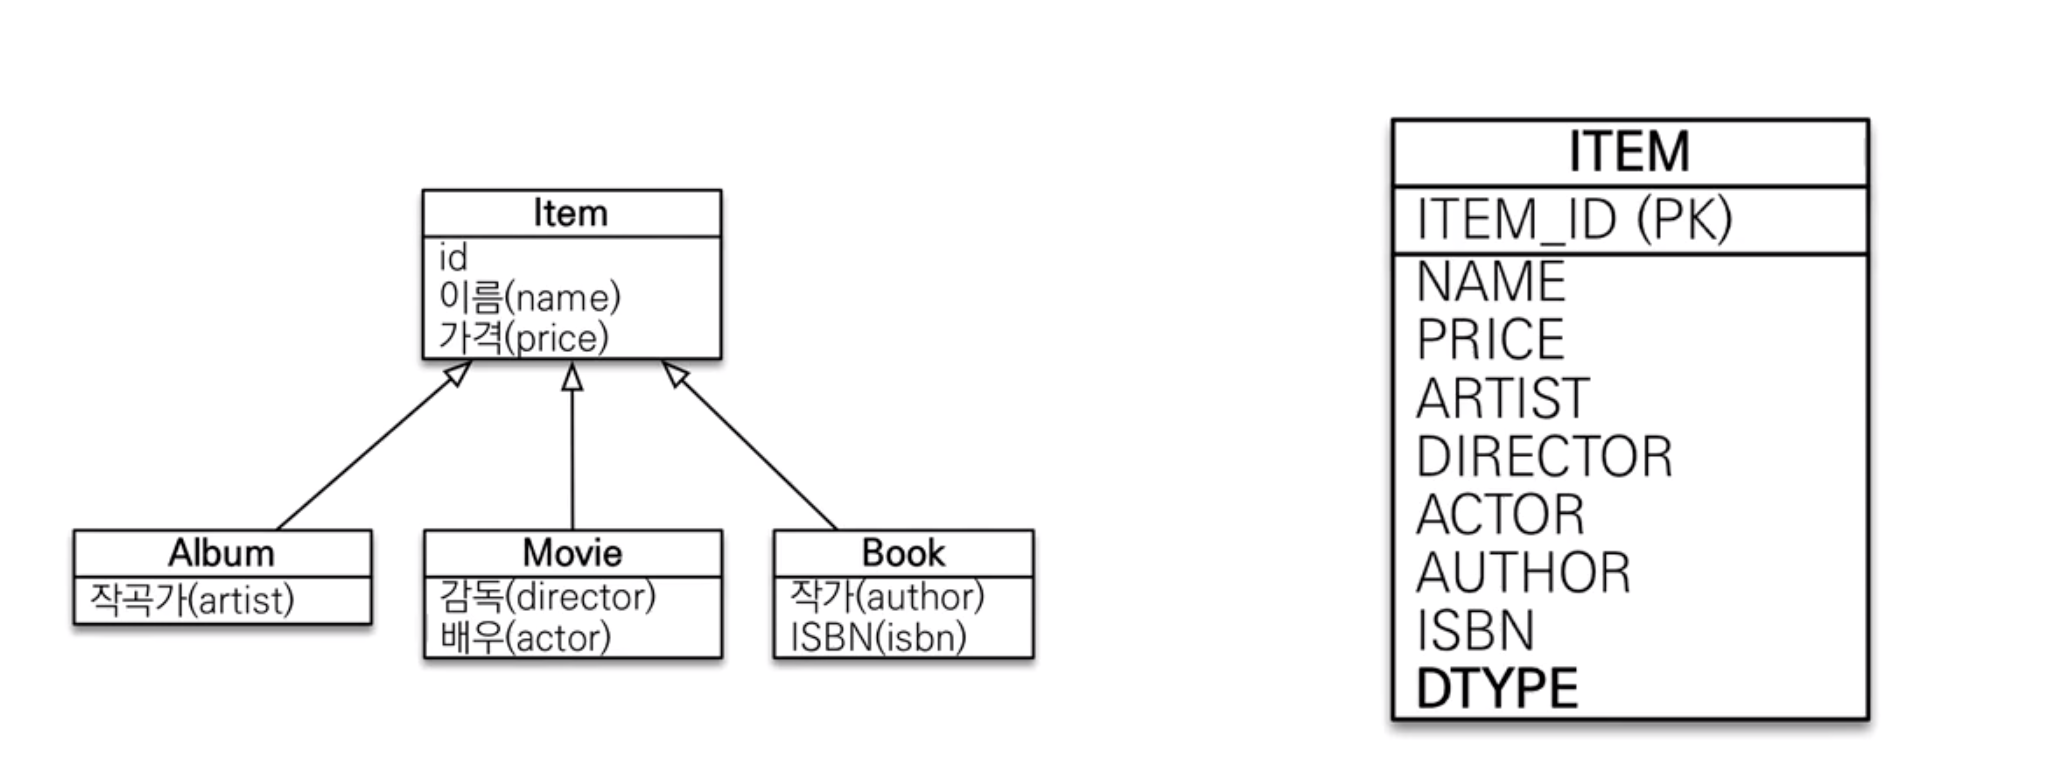 Item
id
이름(name)
가격(price)
Album
작곡가(artist)
Movie
감독(director)
배우(actor)
Book
작가(author)
ISBN(isbn)
ITEM
ITEM_ID (PK)
NAME
PRICE
ARTIST
DIRECTOR
ACTOR
AUTHOR
ISBN
DTYPE